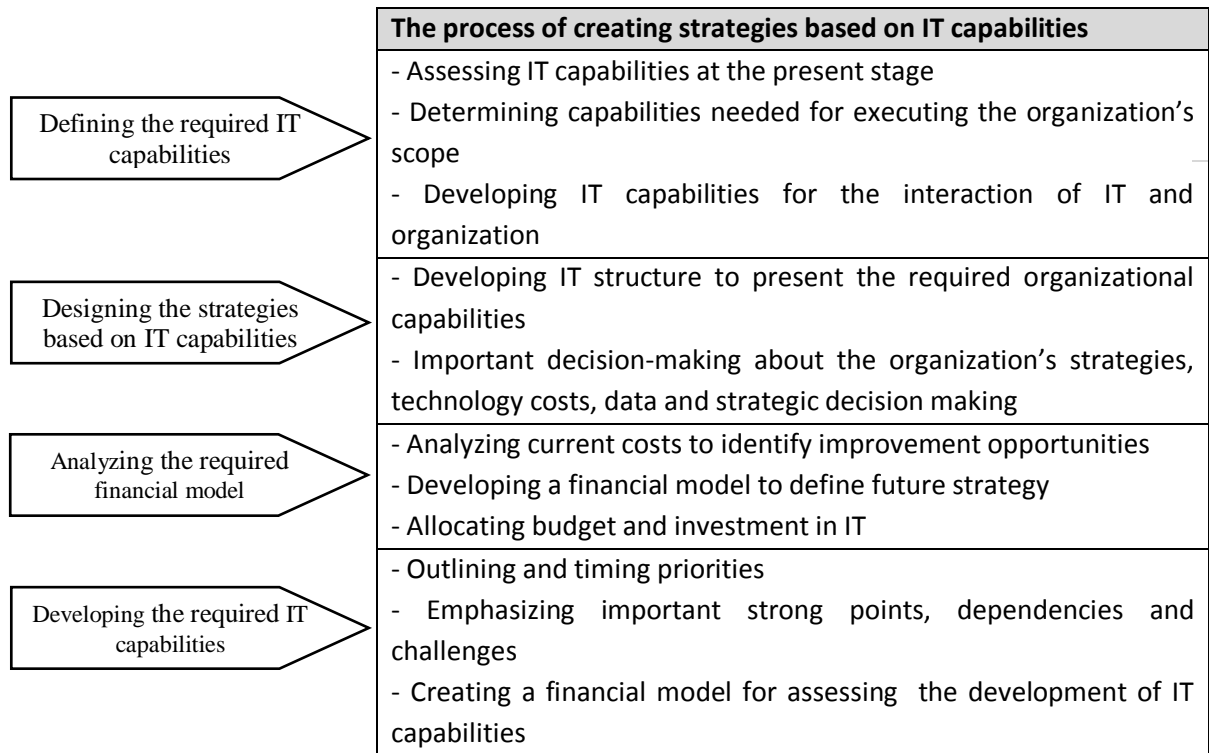 The process of creating strategies based on IT capabilities
Defining the required IT
capabilities
- Assessing IT capabilities at the present stage
- Determining capabilities needed for executing the organization's
scope
- Developing IT capabilities for the interaction of IT and
organization
Designing the strategies
based on IT capabilities
- Developing IT structure to present the required organizational
capabilities
- Important decision-making about the organization's strategies,
technology costs, data and strategic decision making
Analyzing the required
financial model
- Analyzing current costs to identify improvement opportunities
- Developing a financial model to define future strategy
- Allocating budget and investment in IT
Developing the required IT
capabilities
- Outlining and timing priorities
- Emphasizing important strong points, dependencies and
challenges
- Creating a financial model for assessing the development of IT
capabilities